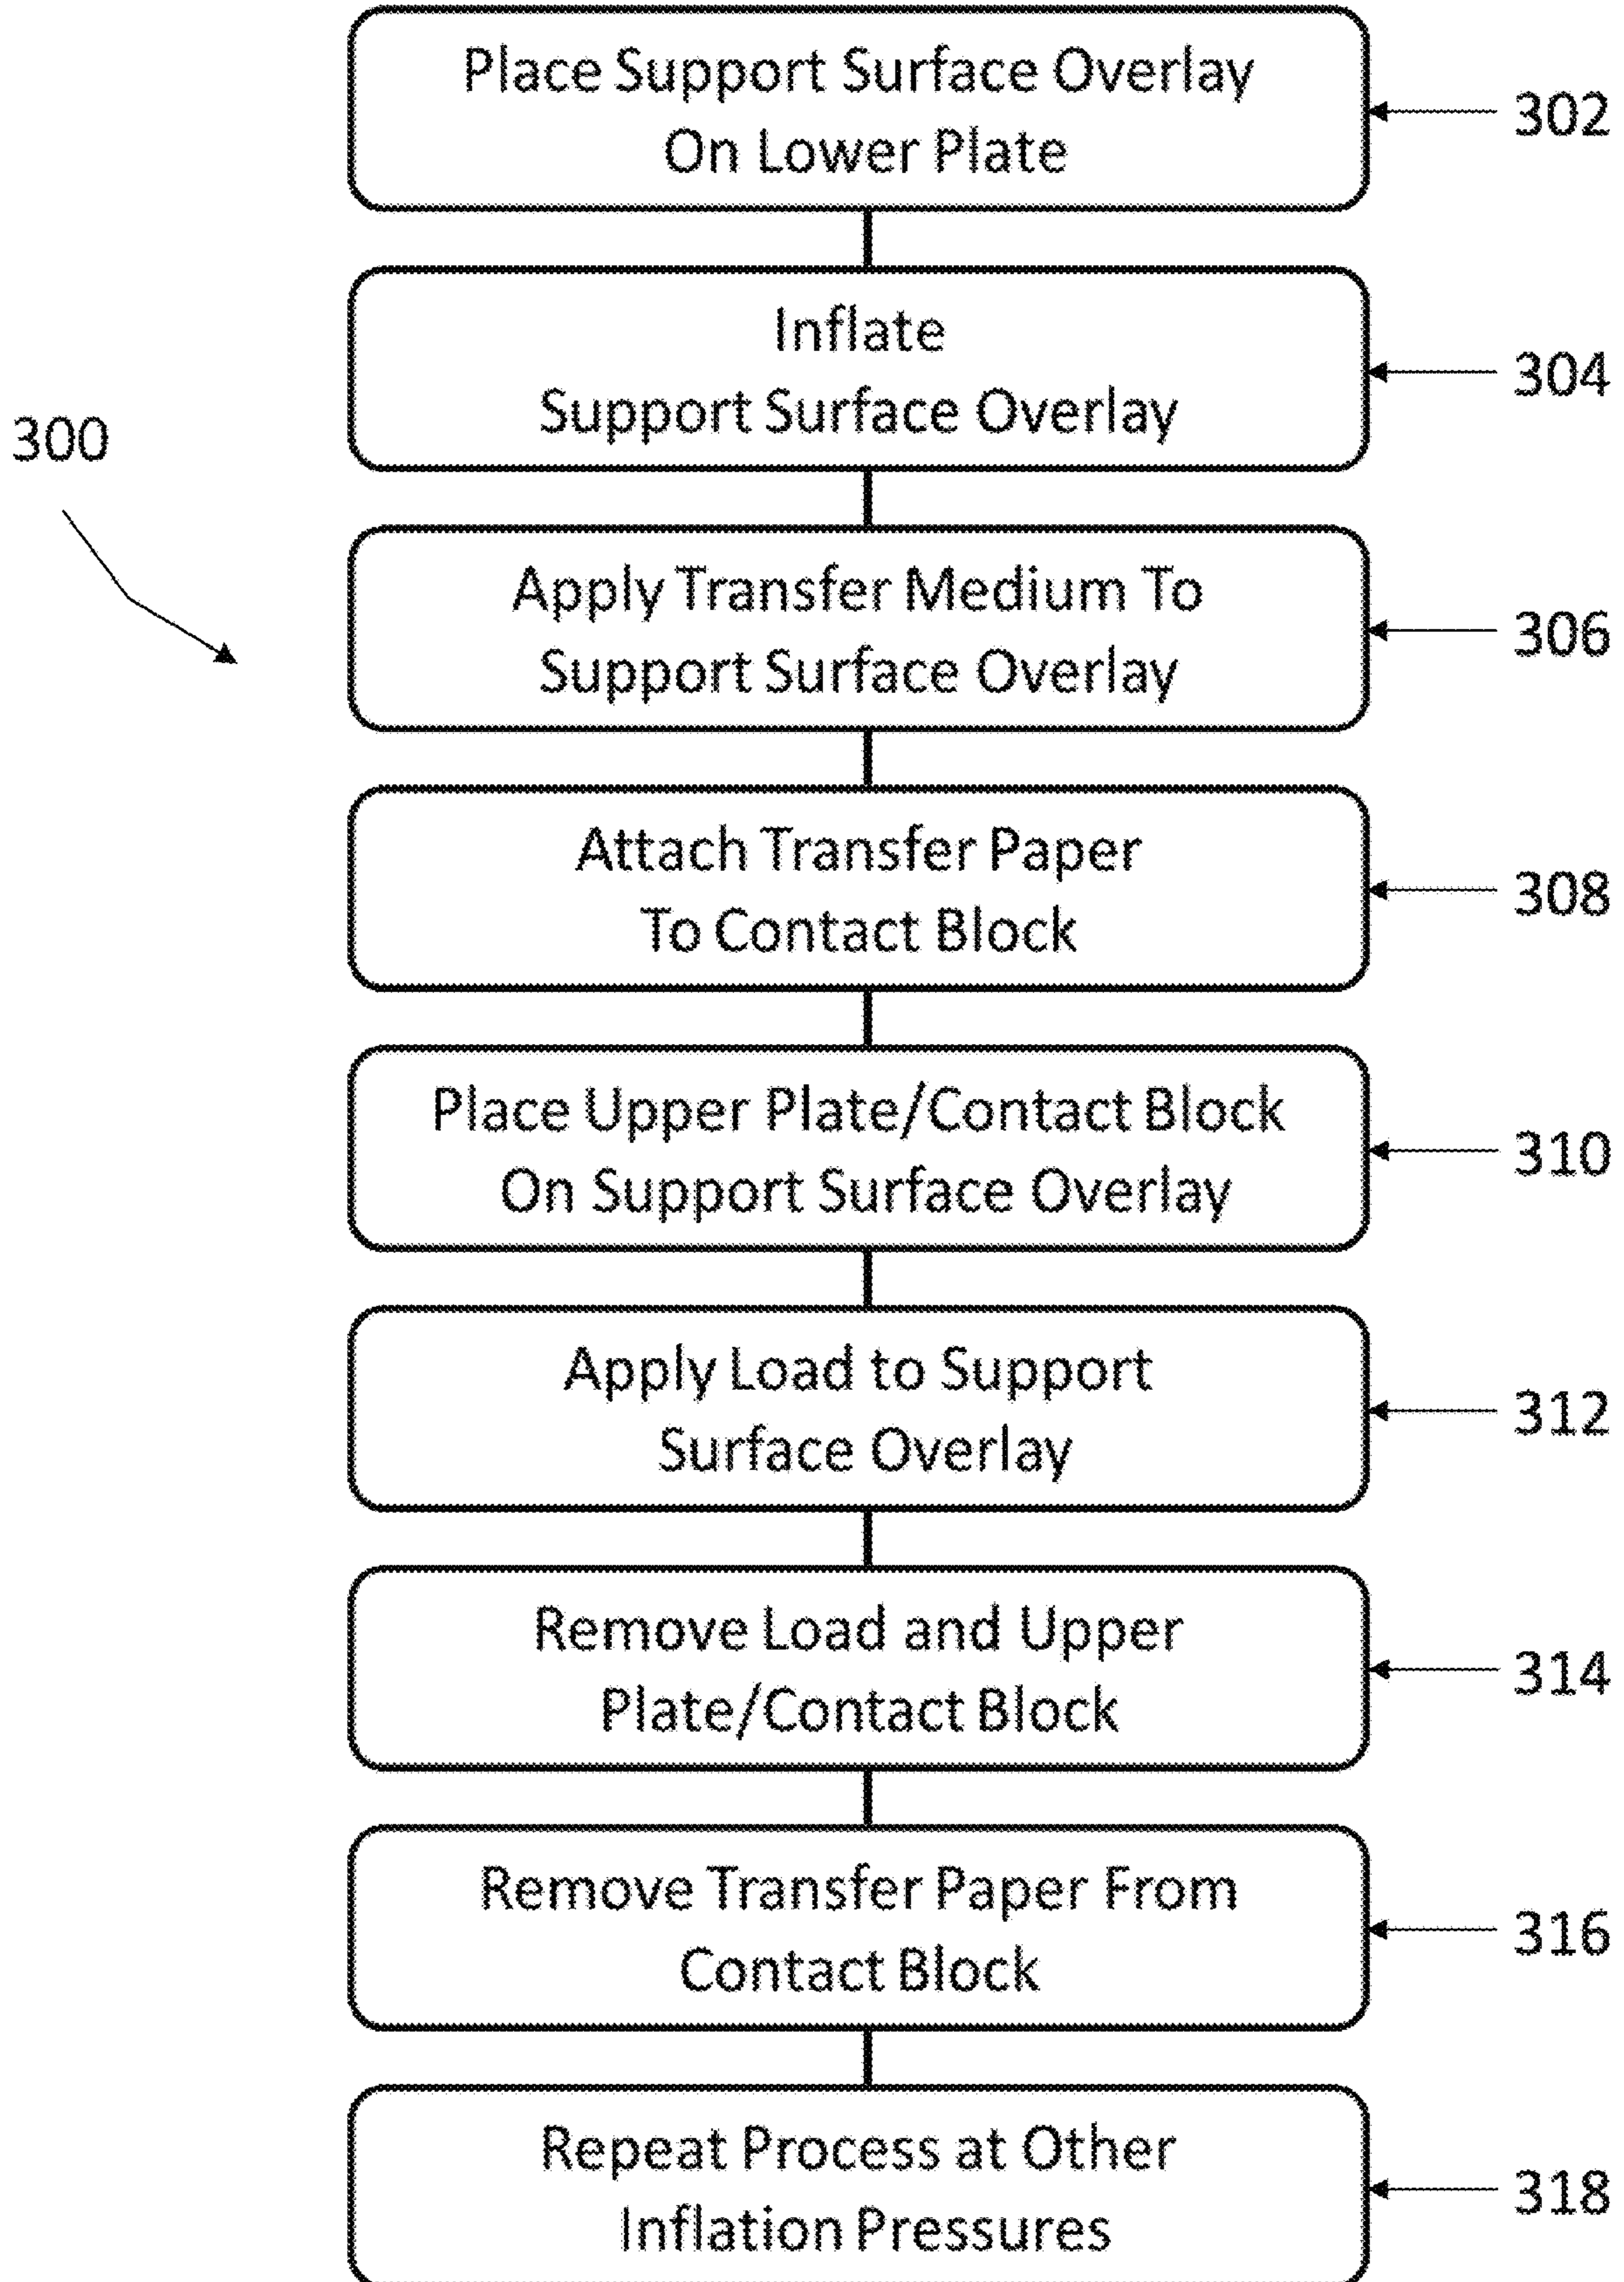 Place Support Surface Overlay
On Lower Plate
302
Inflate
Support Surface Overlay
304
300
Apply Transfer Medium To
Support Surface Overlay
306
Attach Transfer Paper
To Contact Block
308
Place Upper Plate/Contact Block
On Support Surface Overlay
310
Apply Load to Support
Surface Overlay
312
Remove Load and Upper
Plate/Contact Block
314
Remove Transfer Paper From
Contact Block
316
Repeat Process at Other
Inflation Pressures
318